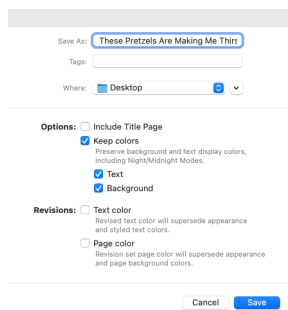 Save As: These Pretzels Are Making Me Thirs
Tags:
Where: Desktop
Options: Include Title Page
Keep colors
Preserve background and text display colors,
including Night/Midnight Modes.
Text
Background
Revisions: Text color
Revised text color will supersede appearance
and styled text colors.
Page color
Revision set page color will supersede appearance
and page background colors.
Cancel Save